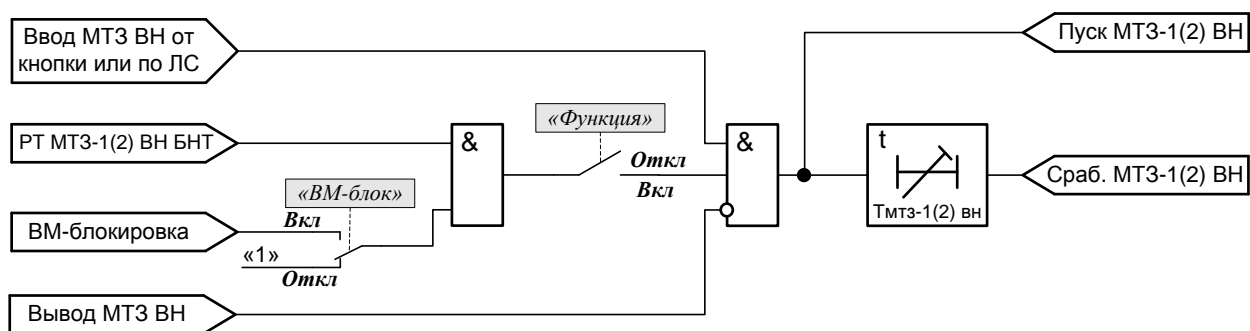 Ввод МТЗ ВН от
кнопки или по ЛС
Пуск МТЗ-1(2) ВН
«Функция»
РТ МТЗ-1(2) ВН БНТ
&
Откл
Вкл
&
t
Тмтз-1(2) вн
Сраб. МТЗ-1(2) ВН
«ВМ-блок»
Вкл
ВМ-блокировка
«1»
Откл
Вывод МТЗ ВН